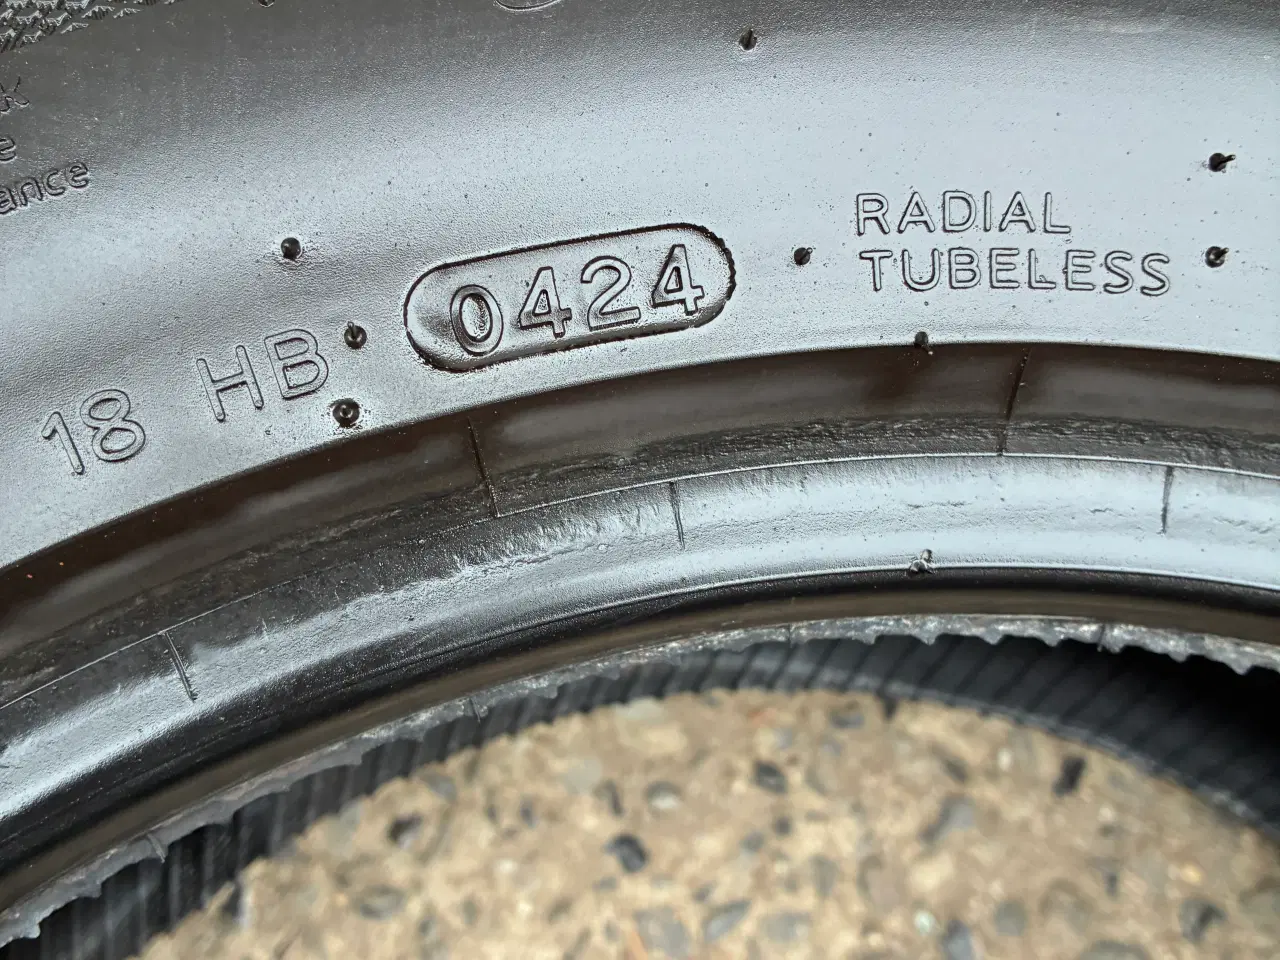 ance
18 HB 0424
RADIAL
TUBELESS